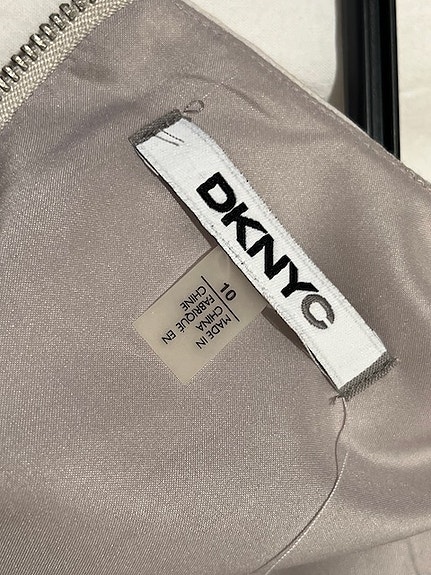 DKNYC
10
MADE IN
CHINA
FABRIQUÉ EN
CHINE